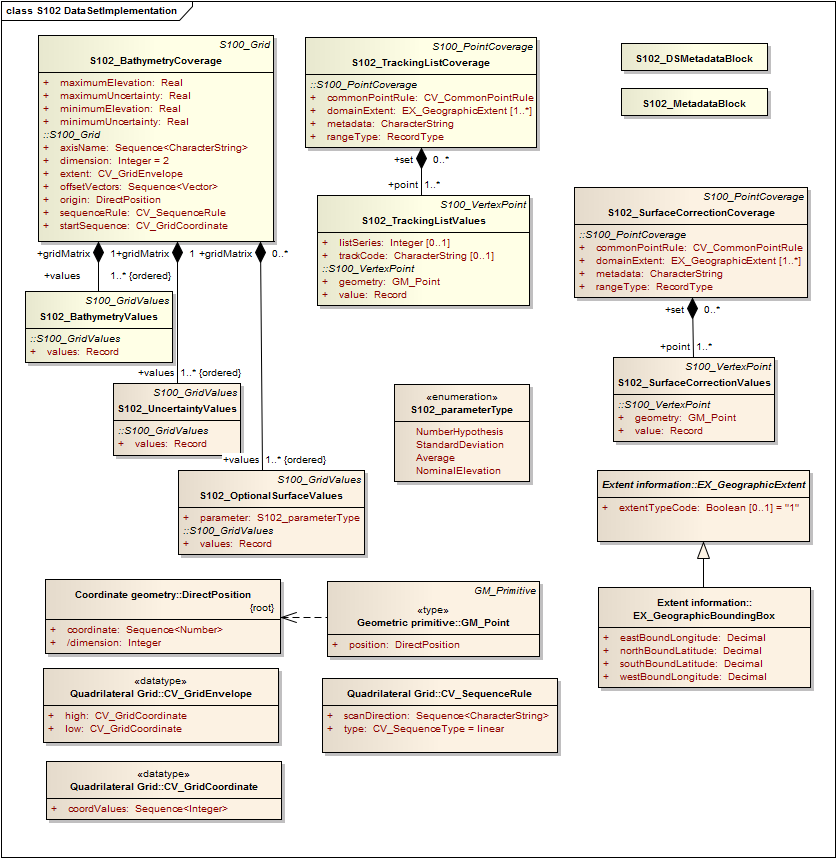 class S102 DataSetImplementation
S100_Grid
S102_BathymetryCoverage
+ maximumElevation: Real
+ maximumUncertainty: Real
+ minimumElevation: Real
+ minimumUncertainty: Real
::S100_Grid
+ axisName: Sequence<CharacterString>
+ dimension: Integer = 2
+ extent: CV_GridEnvelope
+ offsetVectors: Sequence<Vector>
+ origin: DirectPosition
+ sequenceRule: CV_SequenceRule
+ startSequence: CV_GridCoordinate
+gridMatrix 1
+gridMatrix 1
+gridMatrix 0..*
+values 1..* {ordered}
S100_GridValues
S102_BathymetryValues
::S100_GridValues
+ values: Record
+values 1..* {ordered}
S100_GridValues
S102_UncertaintyValues
::S100_GridValues
+ values: Record
+values 1..* {ordered}
S100_GridValues
S102_OptionalSurfaceValues
+ parameter: S102_parameterType
::S100_GridValues
+ values: Record
S100_PointCoverage
S102_TrackingListCoverage
::S100_PointCoverage
+ commonPointRule: CV_CommonPointRule
+ domainExtent: EX_GeographicExtent [1..*]
+ metadata: CharacterString
+ rangeType: RecordType
+set 0..*
+point 1..*
S100_VertexPoint
S102_TrackingListValues
+ listSeries: Integer [0..1]
+ trackCode: CharacterString [0..1]
::S100_VertexPoint
+ geometry: GM_Point
+ value: Record
S102_DSMetadataBlock
S102_MetadataBlock
S100_PointCoverage
S102_SurfaceCorrectionCoverage
::S100_PointCoverage
+ commonPointRule: CV_CommonPointRule
+ domainExtent: EX_GeographicExtent [1..*]
+ metadata: CharacterString
+ rangeType: RecordType
+set 0..*
+point 1..*
S100_VertexPoint
S102_SurfaceCorrectionValues
::S100_VertexPoint
+ geometry: GM_Point
+ value: Record
«enumeration»
S102_parameterType
NumberHypothesis
StandardDeviation
Average
NominalElevation
Extent information::EX_GeographicExtent
+ extentTypeCode: Boolean [0..1] = "1"
Extent information::
EX_GeographicBoundingBox
+ eastBoundLongitude: Decimal
+ northBoundLatitude: Decimal
+ southBoundLatitude: Decimal
+ westBoundLongitude: Decimal
Coordinate geometry::DirectPosition
{root}
+ coordinate: Sequence<Number>
+ /dimension: Integer
GM_Primitive
«type»
Geometric primitive::GM_Point
+ position: DirectPosition
«datatype»
Quadrilateral Grid::CV_GridEnvelope
+ high: CV_GridCoordinate
+ low: CV_GridCoordinate
Quadrilateral Grid::CV_SequenceRule
+ scanDirection: Sequence<CharacterString>
+ type: CV_SequenceType = linear
«datatype»
Quadrilateral Grid::CV_GridCoordinate
+ coordValues: Sequence<Integer>